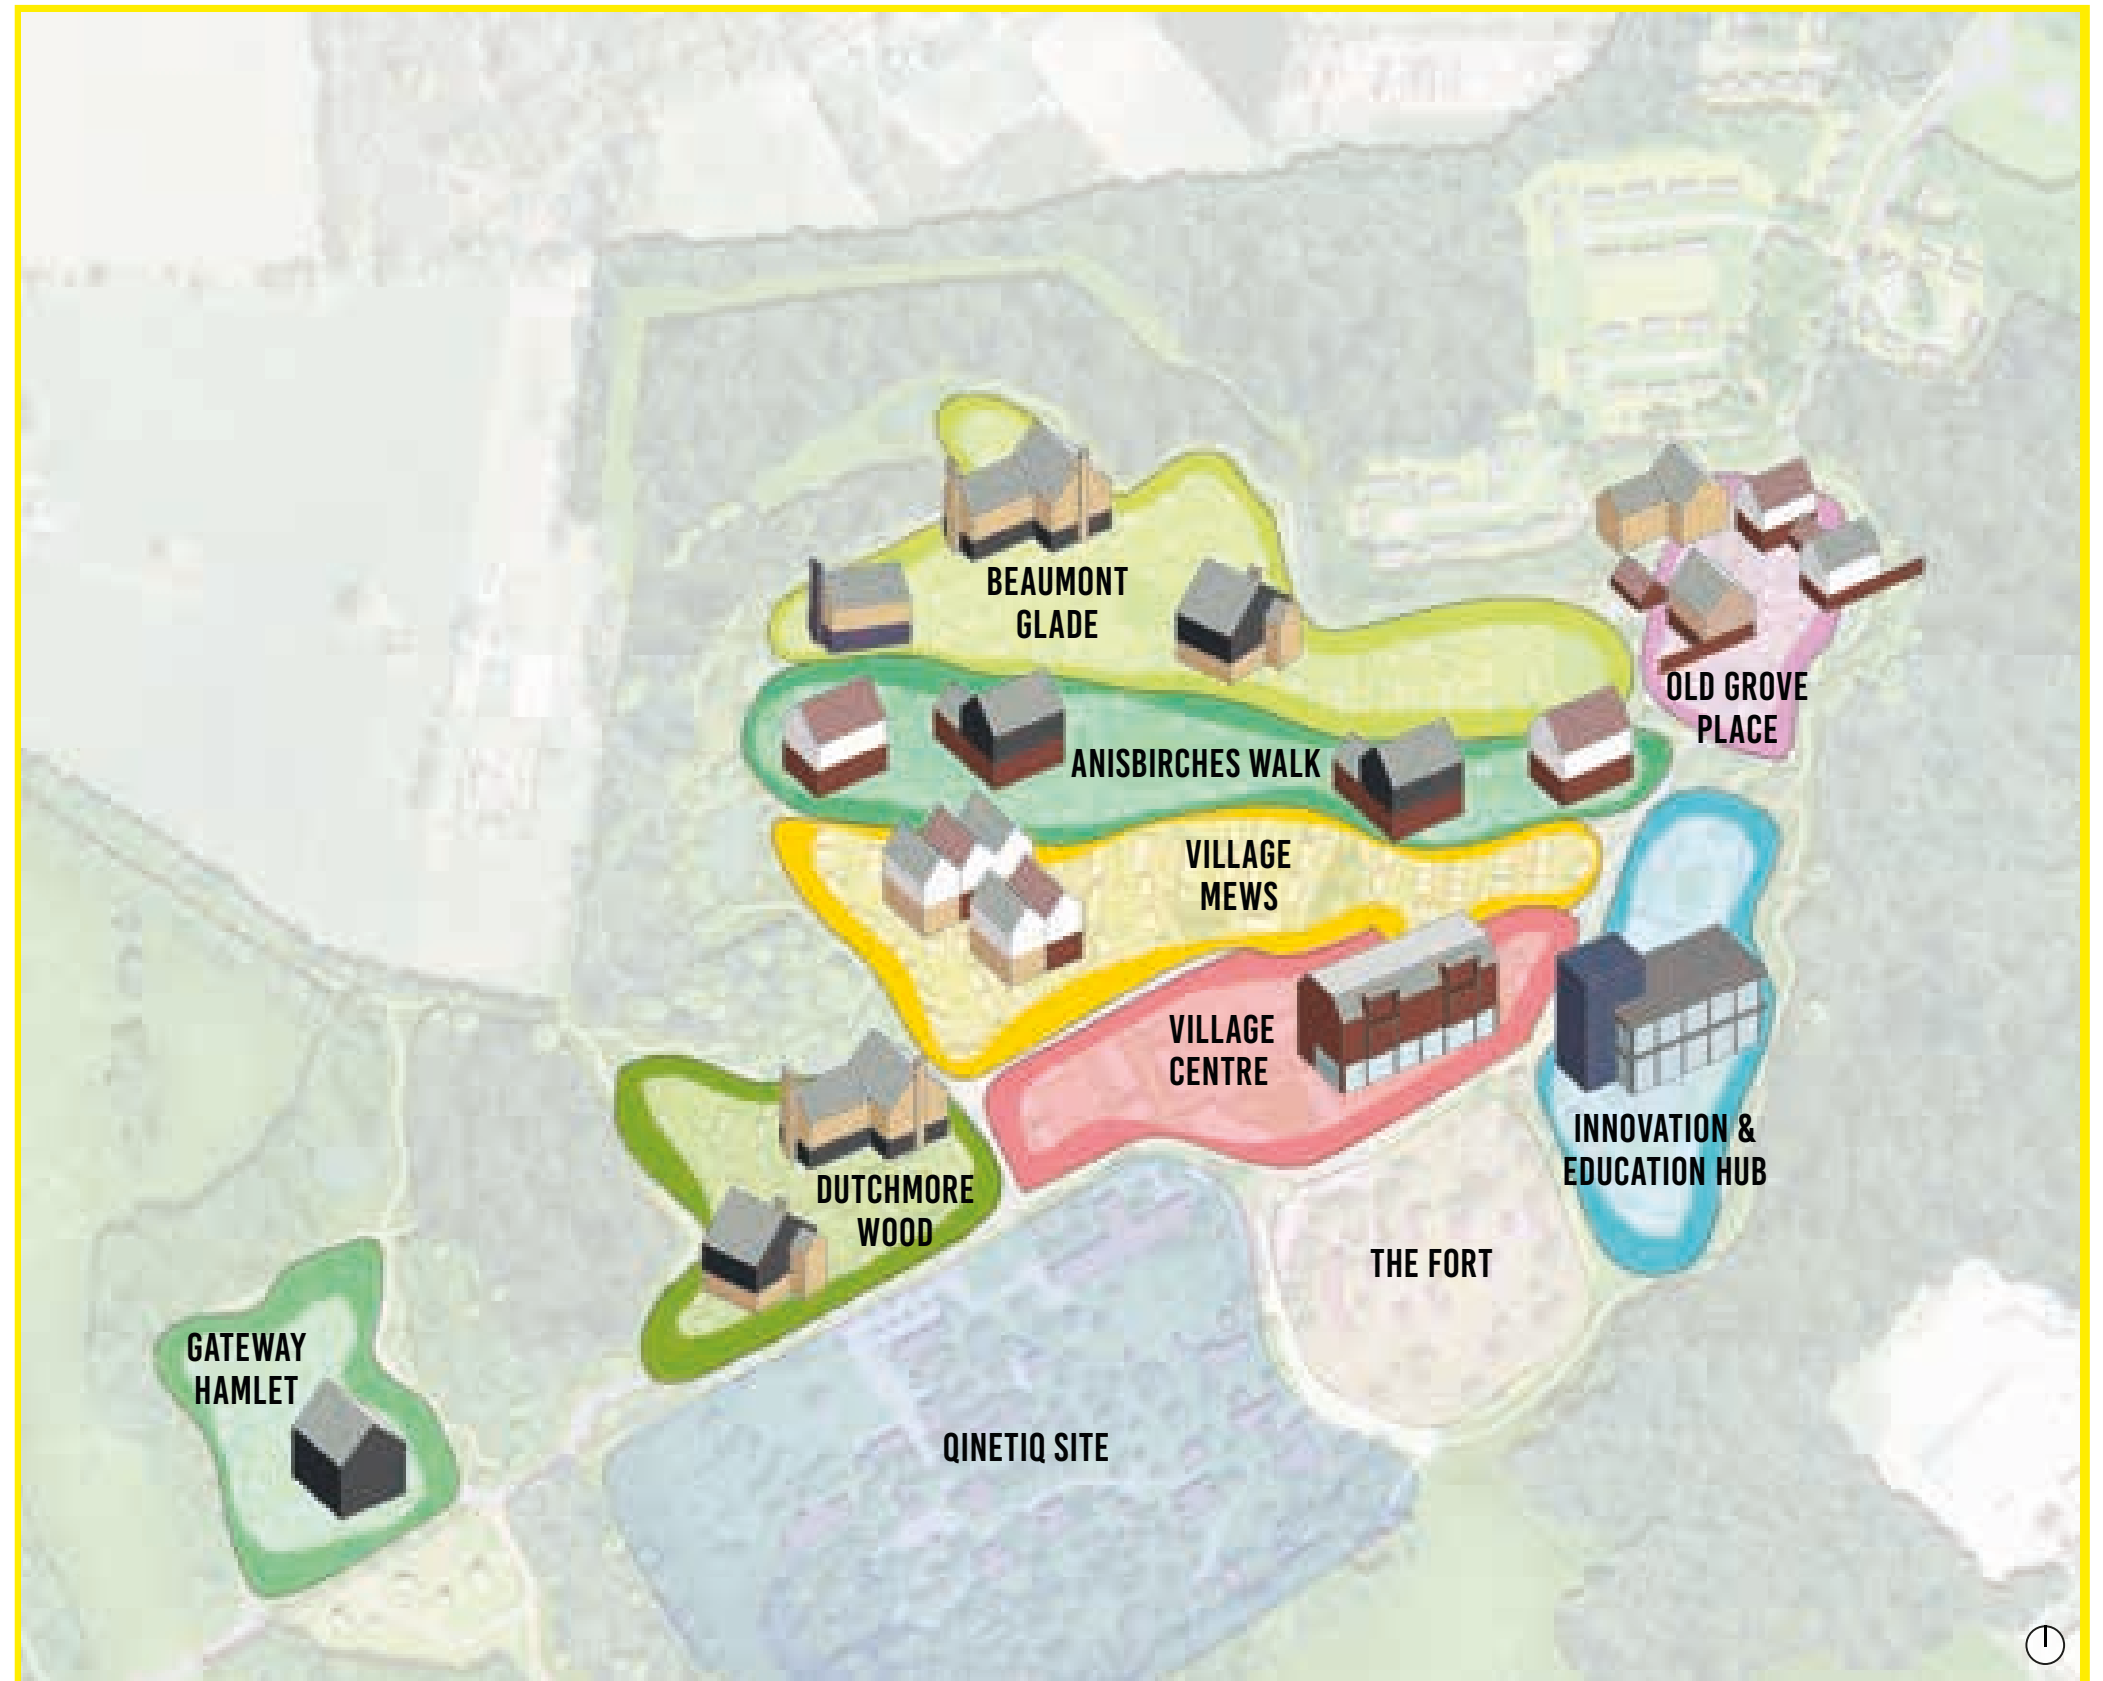 BEAUMONT
GLADE
OLD GROVE
PLACE
ANISBIRCHES WALK
VILLAGE
MEWS
VILLAGE
CENTRE
INNOVATION &
EDUCATION HUB
DUTCHMORE
WOOD
THE FORT
GATEWAY
HAMLET
QINETIQ SITE